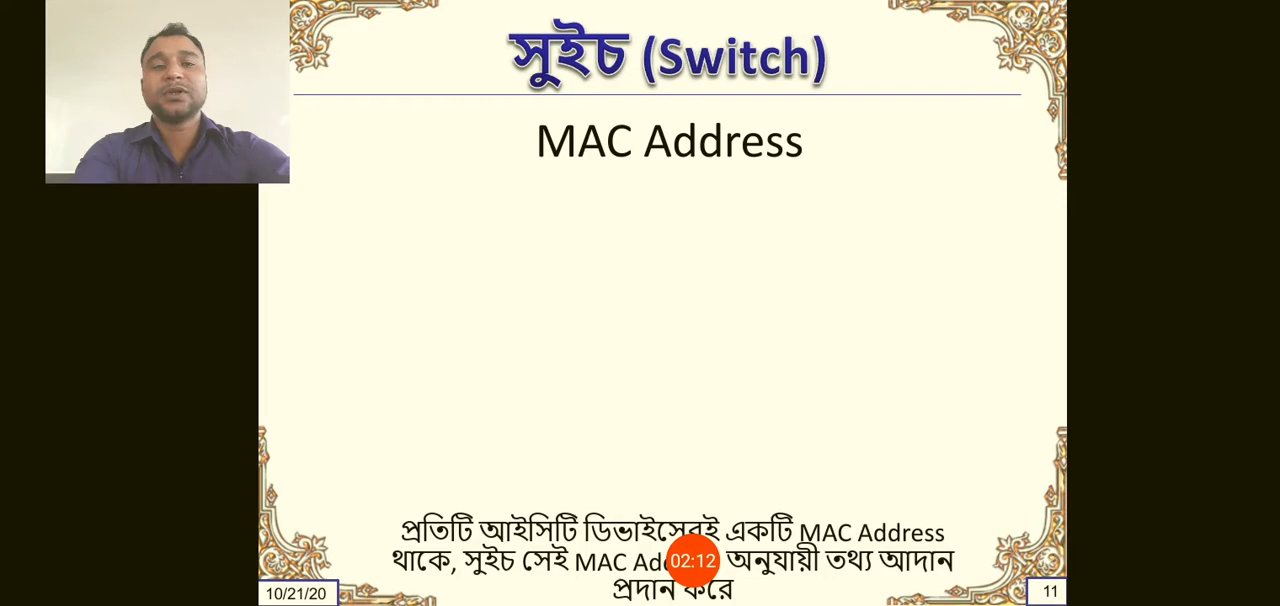 সুইচ (Switch)
MAC Address
প্রতিটি আইসিটি ডিভাইসেরই একটি MAC Address
থাকে, সুইচ সেই MAC অনুযায়ী তথ্য আদান
প্রদান করে
02:12
10/21/20
11